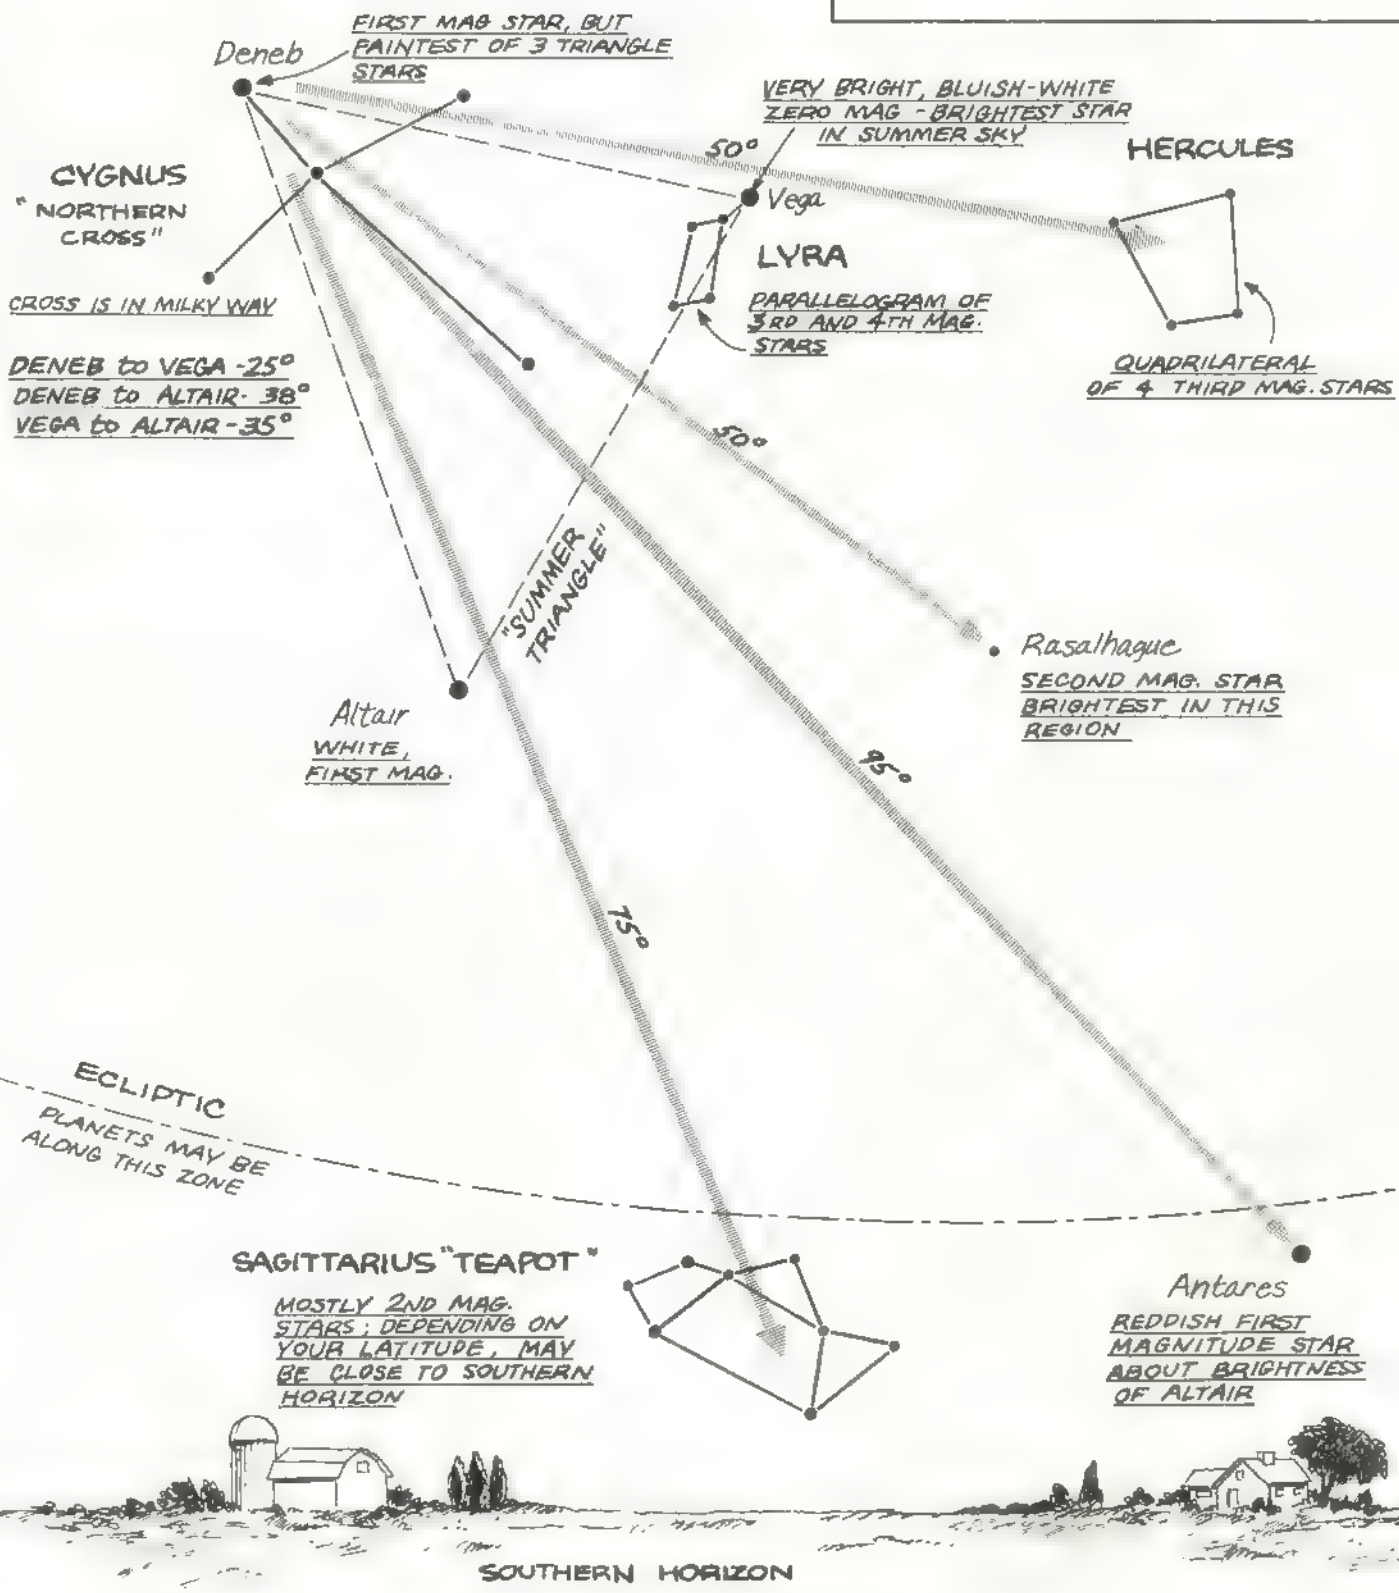 Deneb
FIRST MAG STAR, BUT
FAINTEST OF 3 TRIANGLE
STARS
VERY BRIGHT, BLUISH-WHITE
ZERO MAG - BRIGHTEST STAR
IN SUMMER SKY
50°
HERCULES
CYGNUS
"NORTHERN
CROSS"
Vega
LYRA
CROSS IS IN MILKY WAY
PARALLELOGRAM OF
3RD AND 4TH MAG.
STARS
DENEB to VEGA -25°
DENEB to ALTAIR- 38°
VEGA to ALTAIR -35°
QUADRILATERAL
OF 4 THIRD MAG. STARS
50°
"SUMMER
TRIANGLE"
Rasalhague
SECOND MAG. STAR
BRIGHTEST IN THIS
REGION
Altair
WHITE,
FIRST MAG.
95°
75°
ECLIPTIC
PLANETS MAY BE
ALONG THIS ZONE
SAGITTARIUS "TEAPOT"
MOSTLY 2ND MAG.
STARS; DEPENDING ON
YOUR LATITUDE, MAY
BE CLOSE TO SOUTHERN
HORIZON
Antares
REDDISH FIRST
MAGNITUDE STAR
ABOUT BRIGHTNESS
OF ALTAIR
SOUTHERN HORIZON